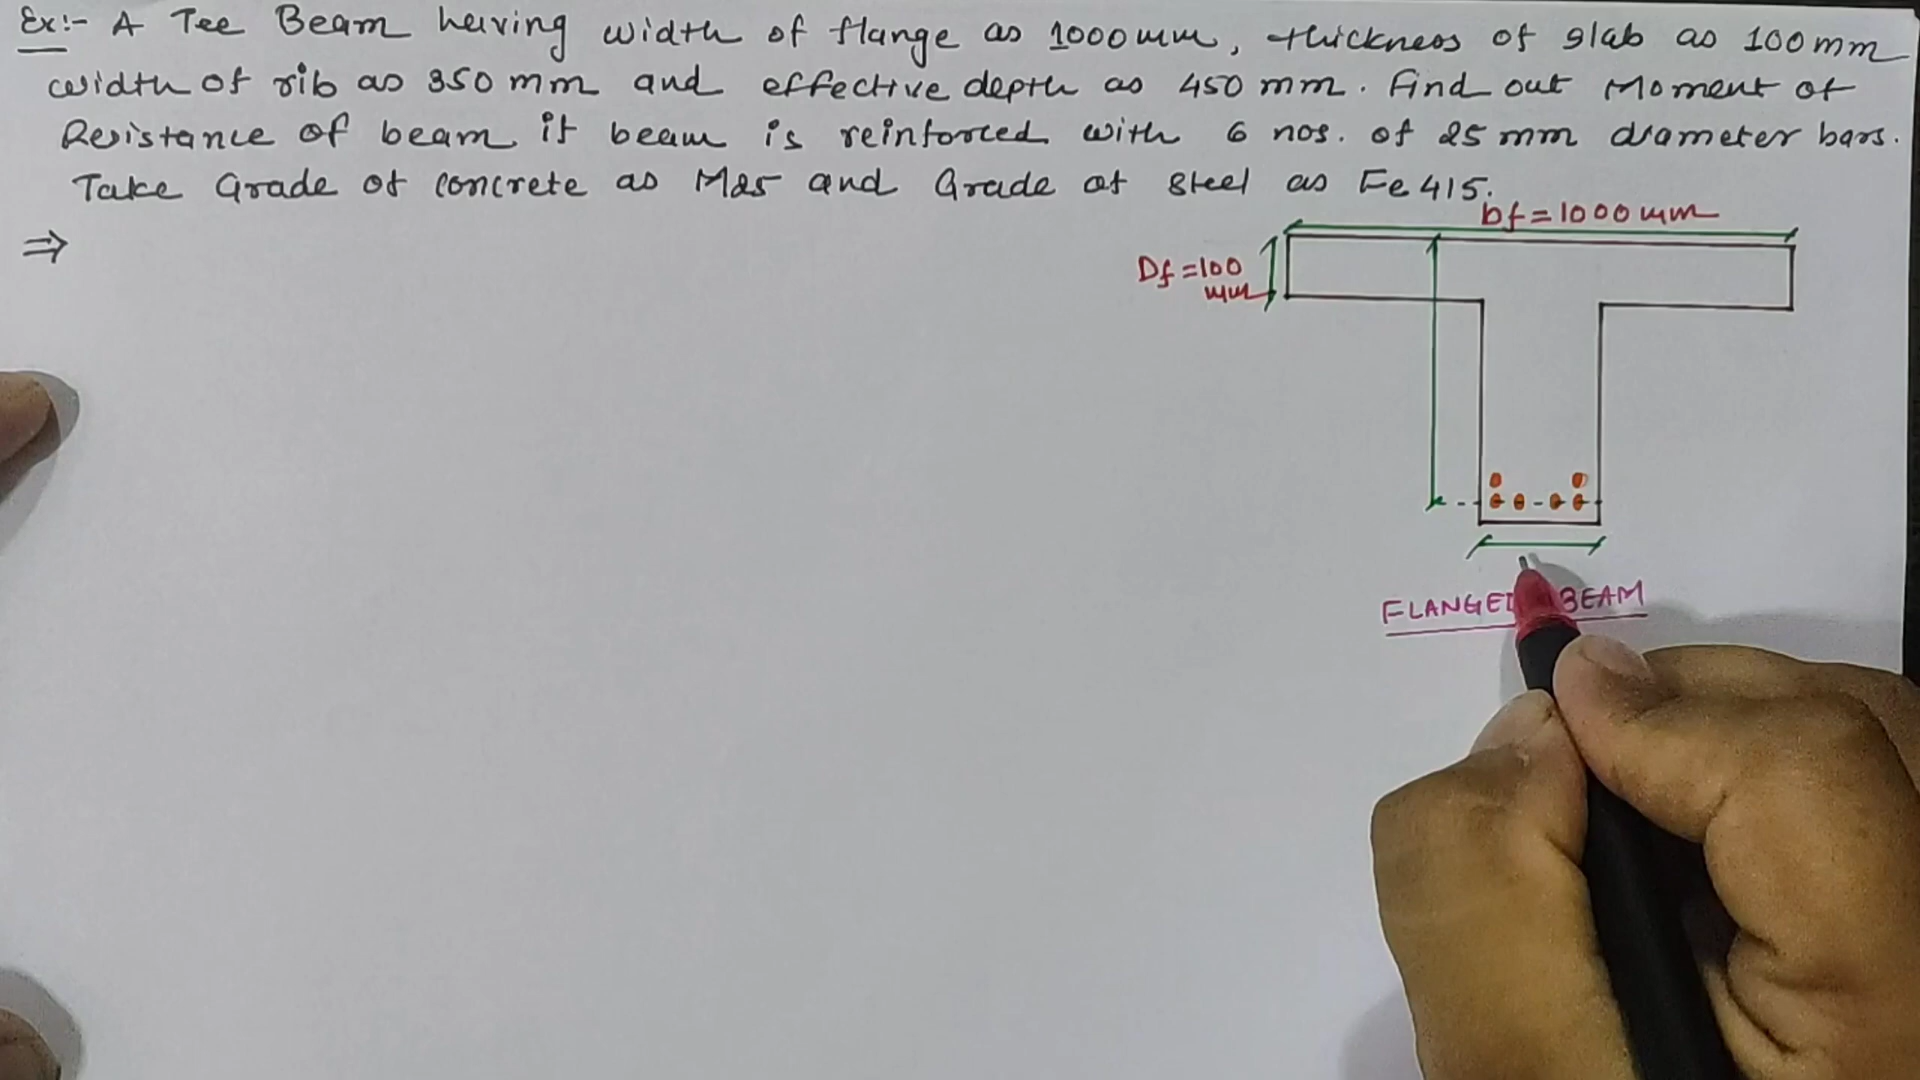 Ex:- A Tee Beam having width of flange as 1000 mm, thickness of slab as 100 mm
width of rib as 350 mm and effective depth as 450 mm. Find out Moment of
Resistance of beam if beam is reinforced with 6 nos. of 25 mm diameter bars.
Take Grade of concrete as M25 and Grade of Steel as Fe 415.
⇒
bf = 1000 mm
Df = 100
mm
FLANGED BEAM